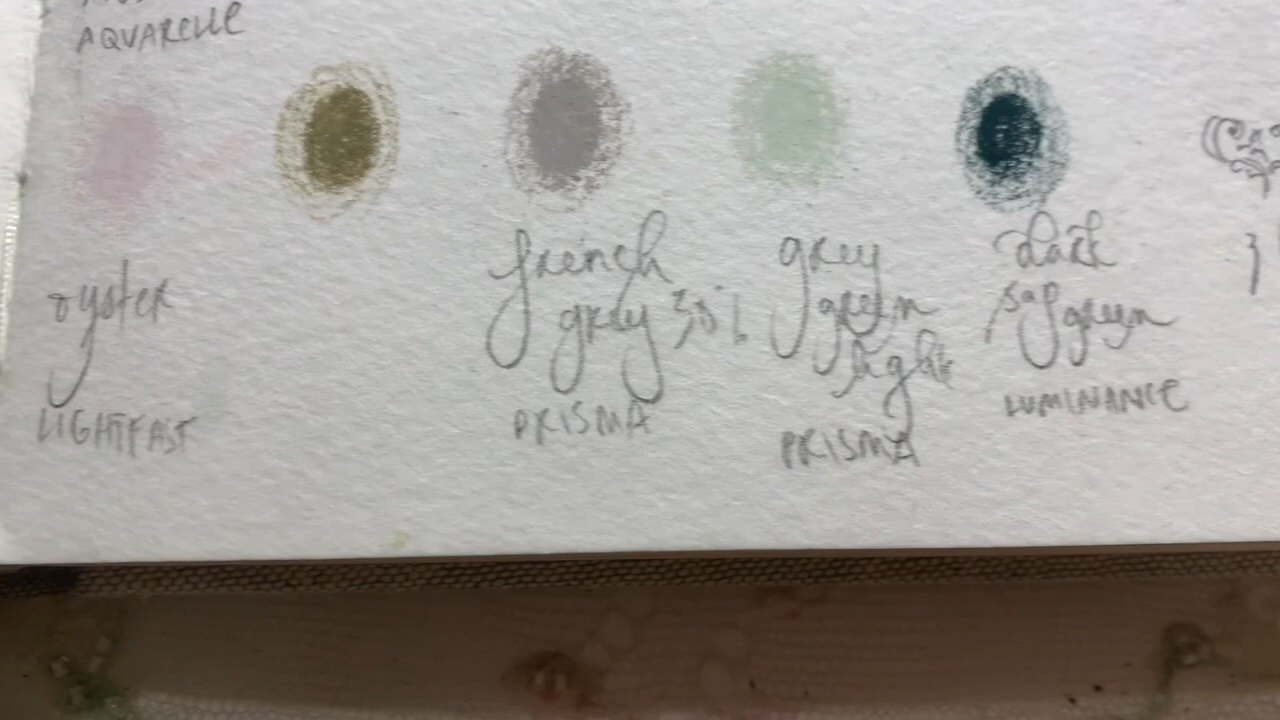 AQUARELLE
oyster
LIGHTFAST
french
grey 30%
PRISMA
grey
green
light
PRISMA
dark
sap green
LUMINANCE